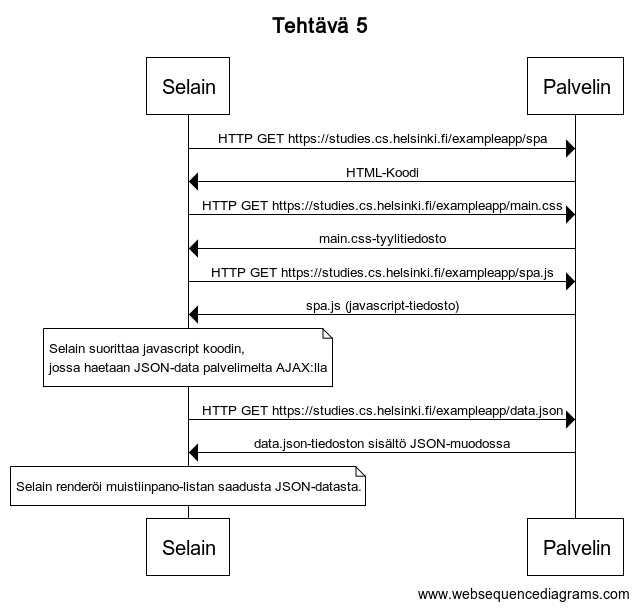 Tehtävä 5
Selain
Palvelin
HTTP GET https://studies.cs.helsinki.fi/exampleapp/spa
HTML-Koodi
HTTP GET https://studies.cs.helsinki.fi/exampleapp/main.css
main.css-tyylitiedosto
HTTP GET https://studies.cs.helsinki.fi/exampleapp/spa.js
spa.js (javascript-tiedosto)
Selain suorittaa javascript koodin,
jossa haetaan JSON-data palvelimelta AJAX:lla
HTTP GET https://studies.cs.helsinki.fi/exampleapp/data.json
data.json-tiedoston sisältö JSON-muodossa
Selain renderöi muistiinpano-listan saadusta JSON-datasta.
Selain
Palvelin
www.websequencediagrams.com